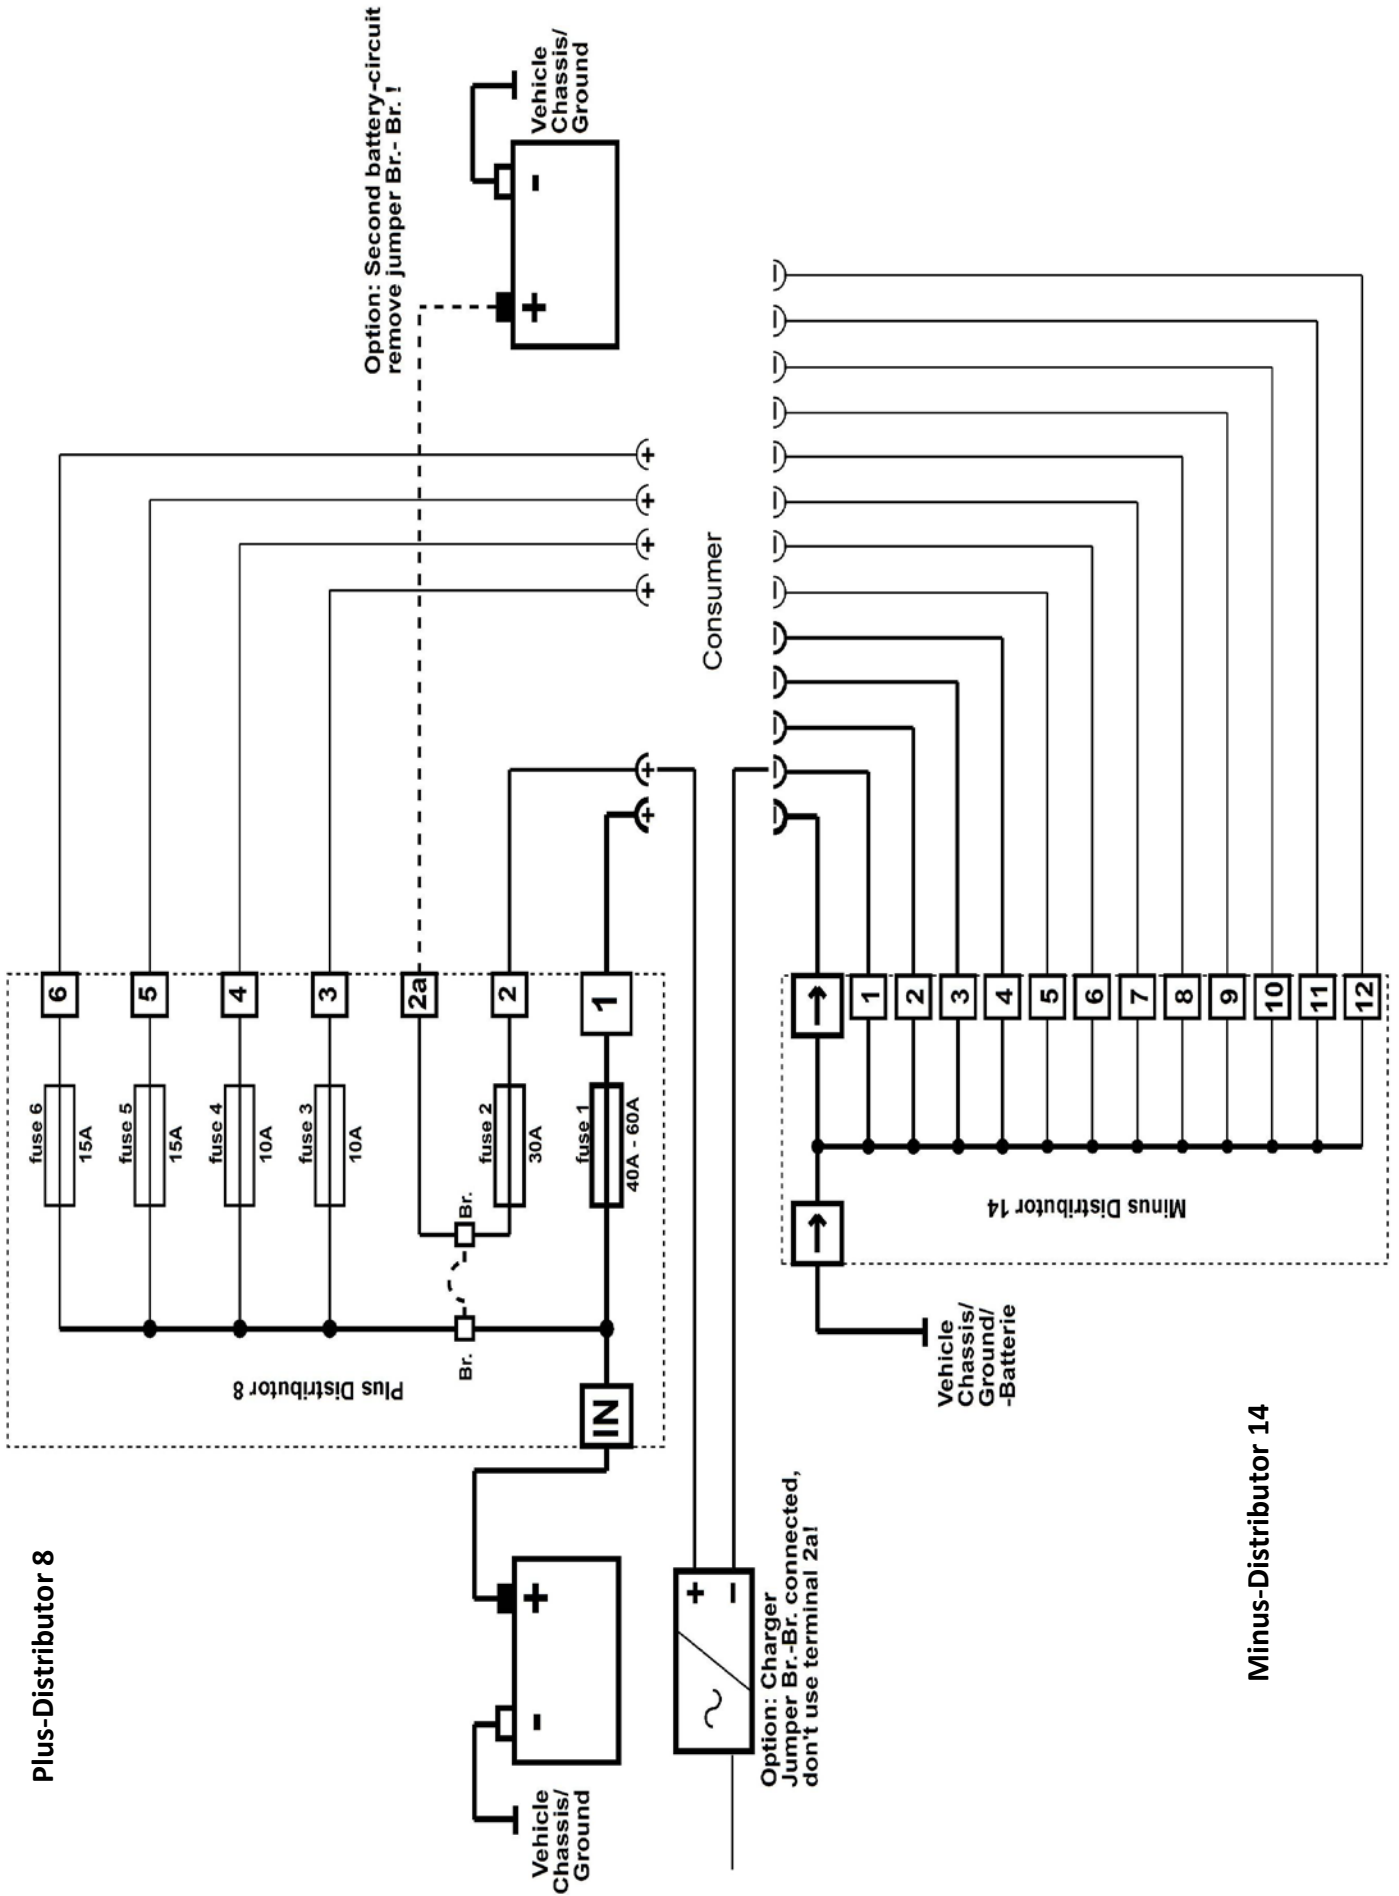 Plus-Distributor 8
Vehicle
Chassis/
Ground
-
+
IN
Plus Distributor 8
fuse 6
15A
6
fuse 5
15A
5
fuse 4
10A
4
fuse 3
10A
3
2a
Br.
Br.
fuse 2
30A
2
fuse 1
40A - 60A
1
Option: Second battery-circuit
remove jumper Br.- Br. !
+
-
Vehicle
Chassis/
Ground
+
+
+
+
+
+
Consumer
+
−
~
Option: Charger
Jumper Br.-Br. connected,
don't use terminal 2a!
Vehicle
Chassis/
Ground/
-Batterie
Minus Distributor 14
1
2
3
4
5
6
7
8
9
10
11
12
Minus-Distributor 14